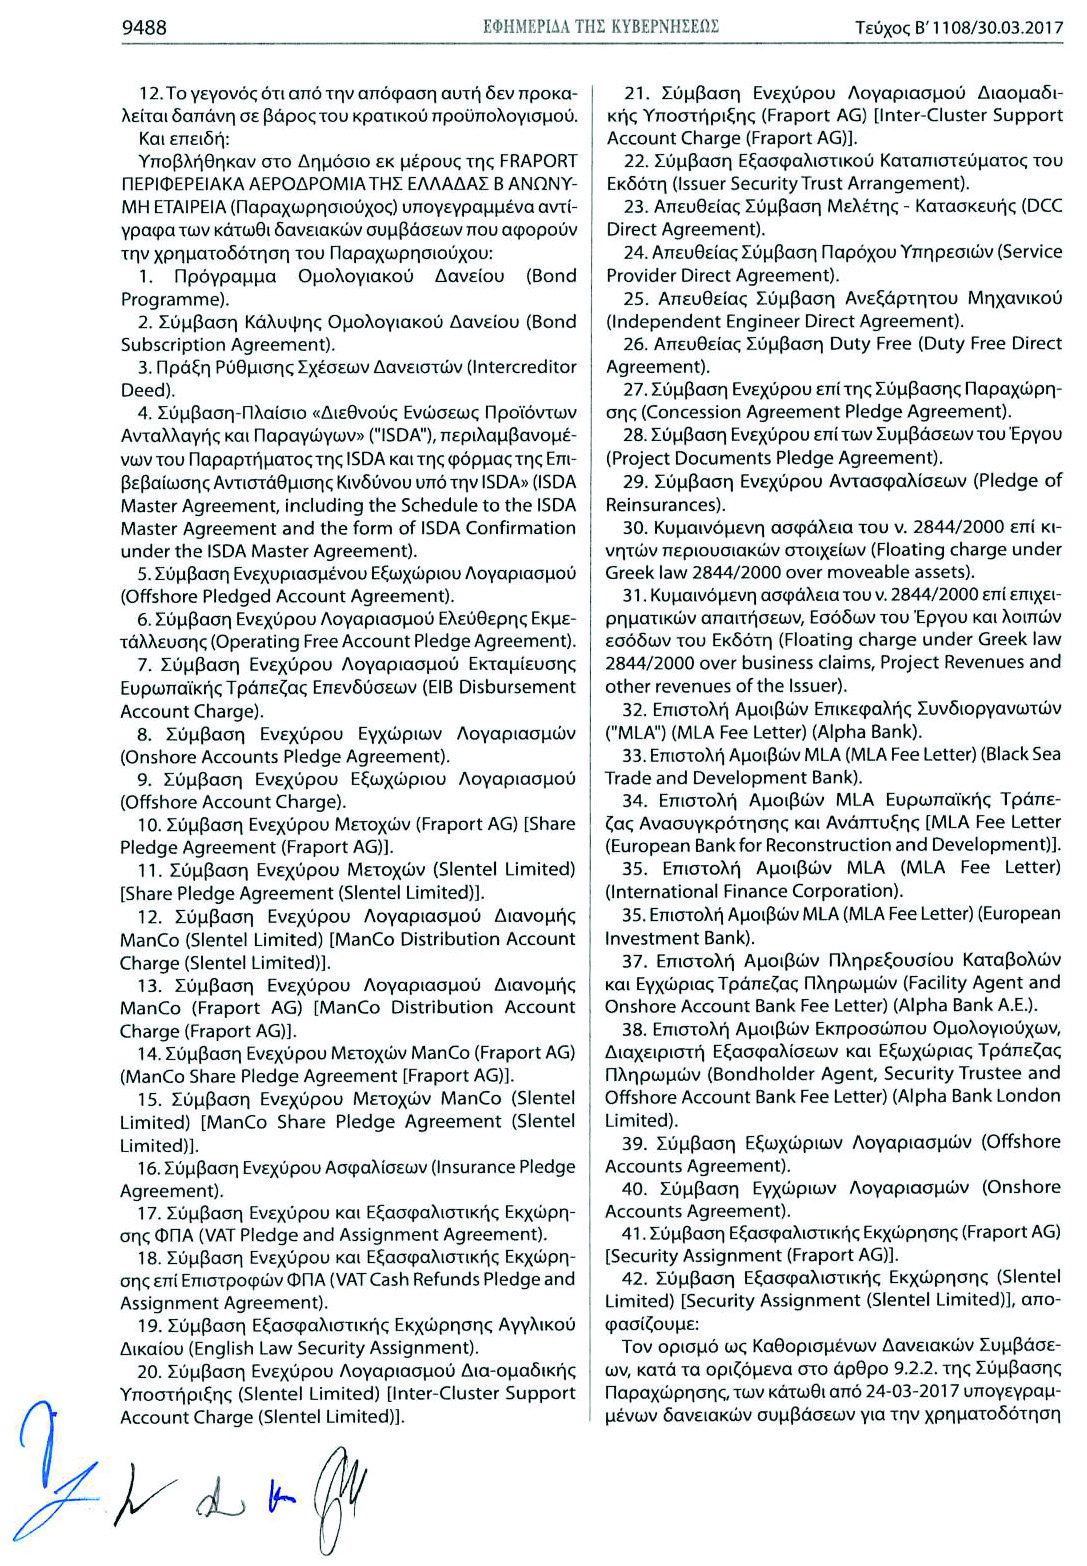 9488
ΕΦΗΜΕΡΙΔΑ ΤΗΣ ΚΥΒΕΡΝΗΣΕΩΣ
Τεύχος Β' 1108/30.03.2017
12. Το γεγονός ότι από την απόφαση αυτή δεν προκα-
λείται δαπάνη σε βάρος του κρατικού προϋπολογισμού.
Και επειδή:
Υποβλήθηκαν στο Δημόσιο εκ μέρους της FRAPORT
ΠΕΡΙΦΕΡΕΙΑΚΑ ΑΕΡΟΔΡΟΜΙΑ ΤΗΣ ΕΛΛΑΔΑΣ Β ΑΝΩΝΥ-
ΜΗ ΕΤΑΙΡΕΙΑ (Παραχωρησιούχος) υπογεγραμμένα αντί-
γραφα των κάτωθι δανειακών συμβάσεων που αφορούν
την χρηματοδότηση του Παραχωρησιούχου:
1. Πρόγραμμα Ομολογιακού Δανείου (Bond
Programme).
2. Σύμβαση Κάλυψης Ομολογιακού Δανείου (Bond
Subscription Agreement).
3. Πράξη Ρύθμισης Σχέσεων Δανειστών (Intercreditor
Deed).
4. Σύμβαση-Πλαίσιο «Διεθνούς Ενώσεως Προϊόντων
Ανταλλαγής και Παραγώγων» ("ISDA"), περιλαμβανομέ-
νων του Παραρτήματος της ISDA και της φόρμας της Επι-
βεβαίωσης Αντιστάθμισης Κινδύνου υπό την ISDA» (ISDA
Master Agreement, including the Schedule to the ISDA
Master Agreement and the form of ISDA Confirmation
under the ISDA Master Agreement).
5. Σύμβαση Ενεχυριασμένου Εξωχώριου Λογαριασμού
(Offshore Pledged Account Agreement).
6. Σύμβαση Ενεχύρου Λογαριασμού Ελεύθερης Εκμε-
τάλλευσης (Operating Free Account Pledge Agreement).
7. Σύμβαση Ενεχύρου Λογαριασμού Εκταμίευσης
Ευρωπαϊκής Τράπεζας Επενδύσεων (EIB Disbursement
Account Charge).
8. Σύμβαση Ενεχύρου Εγχώριων Λογαριασμών
(Onshore Accounts Pledge Agreement).
9. Σύμβαση Ενεχύρου Εξωχώριου Λογαριασμού
(Offshore Account Charge).
10. Σύμβαση Ενεχύρου Μετοχών (Fraport AG) [Share
Pledge Agreement (Fraport AG)].
11. Σύμβαση Ενεχύρου Μετοχών (Slentel Limited)
[Share Pledge Agreement (Slentel Limited)].
12. Σύμβαση Ενεχύρου Λογαριασμού Διανομής
ManCo (Slentel Limited) [ManCo Distribution Account
Charge (Slentel Limited)].
13. Σύμβαση Ενεχύρου Λογαριασμού Διανομής
ManCo (Fraport AG) [ManCo Distribution Account
Charge (Fraport AG)].
14. Σύμβαση Ενεχύρου Μετοχών ManCo (Fraport AG)
(ManCo Share Pledge Agreement [Fraport AG)].
15. Σύμβαση Ενεχύρου Μετοχών ManCo (Slentel
Limited) [ManCo Share Pledge Agreement (Slentel
Limited)].
16. Σύμβαση Ενεχύρου Ασφαλίσεων (Insurance Pledge
Agreement).
17. Σύμβαση Ενεχύρου και Εξασφαλιστικής Εκχώρη-
σης ΦΠΑ (VAT Pledge and Assignment Agreement).
18. Σύμβαση Ενεχύρου και Εξασφαλιστικής Εκχώρη-
σης επί Επιστροφών ΦΠΑ (VAT Cash Refunds Pledge and
Assignment Agreement).
19. Σύμβαση Εξασφαλιστικής Εκχώρησης Αγγλικού
Δικαίου (English Law Security Assignment).
20. Σύμβαση Ενεχύρου Λογαριασμού Δια-ομαδικής
Υποστήριξης (Slentel Limited) [Inter-Cluster Support
Account Charge (Slentel Limited)].
21. Σύμβαση Ενεχύρου Λογαριασμού Διαομαδι-
κής Υποστήριξης (Fraport AG) [Inter-Cluster Support
Account Charge (Fraport AG)].
22. Σύμβαση Εξασφαλιστικού Καταπιστεύματος του
Εκδότη (Issuer Security Trust Arrangement).
23. Απευθείας Σύμβαση Μελέτης - Κατασκευής (DCC
Direct Agreement).
24. Απευθείας Σύμβαση Παρόχου Υπηρεσιών (Service
Provider Direct Agreement).
25. Απευθείας Σύμβαση Ανεξάρτητου Μηχανικού
(Independent Engineer Direct Agreement).
26. Απευθείας Σύμβαση Duty Free (Duty Free Direct
Agreement).
27. Σύμβαση Ενεχύρου επί της Σύμβασης Παραχώρη-
σης (Concession Agreement Pledge Agreement).
28. Σύμβαση Ενεχύρου επί των Συμβάσεων του Έργου
(Project Documents Pledge Agreement).
29. Σύμβαση Ενεχύρου Αντασφαλίσεων (Pledge of
Reinsurances).
30. Κυμαινόμενη ασφάλεια του ν. 2844/2000 επί κι-
νητών περιουσιακών στοιχείων (Floating charge under
Greek law 2844/2000 over moveable assets).
31. Κυμαινόμενη ασφάλεια του ν. 2844/2000 επί επιχει-
ρηματικών απαιτήσεων, Εσόδων του Έργου και λοιπών
εσόδων του Εκδότη (Floating charge under Greek law
2844/2000 over business claims, Project Revenues and
other revenues of the Issuer).
32. Επιστολή Αμοιβών Επικεφαλής Συνδιοργανωτών
("MLA") (MLA Fee Letter) (Alpha Bank).
33. Επιστολή Αμοιβών MLA (MLA Fee Letter) (Black Sea
Trade and Development Bank).
34. Επιστολή Αμοιβών MLA Ευρωπαϊκής Τράπε-
ζας Ανασυγκρότησης και Ανάπτυξης [MLA Fee Letter
(European Bank for Reconstruction and Development)].
35. Επιστολή Αμοιβών MLA (MLA Fee Letter)
(International Finance Corporation).
35. Επιστολή Αμοιβών MLA (MLA Fee Letter) (European
Investment Bank).
37. Επιστολή Αμοιβών Πληρεξουσίου Καταβολών
και Εγχώριας Τράπεζας Πληρωμών (Facility Agent and
Onshore Account Bank Fee Letter) (Alpha Bank A.E.).
38. Επιστολή Αμοιβών Εκπροσώπου Ομολογιούχων,
Διαχειριστή Εξασφαλίσεων και Εξωχώριας Τράπεζας
Πληρωμών (Bondholder Agent, Security Trustee and
Offshore Account Bank Fee Letter) (Alpha Bank London
Limited).
39. Σύμβαση Εξωχώριων Λογαριασμών (Offshore
Accounts Agreement).
40. Σύμβαση Εγχώριων Λογαριασμών (Onshore
Accounts Agreement).
41. Σύμβαση Εξασφαλιστικής Εκχώρησης (Fraport AG)
[Security Assignment (Fraport AG)].
42. Σύμβαση Εξασφαλιστικής Εκχώρησης (Slentel
Limited) [Security Assignment (Slentel Limited)], απο-
φασίζουμε:
Τον ορισμό ως Καθορισμένων Δανειακών Συμβάσε-
ων, κατά τα οριζόμενα στο άρθρο 9.2.2. της Σύμβασης
Παραχώρησης, των κάτωθι από 24-03-2017 υπογεγραμ-
μένων δανειακών συμβάσεων για την χρηματοδότηση